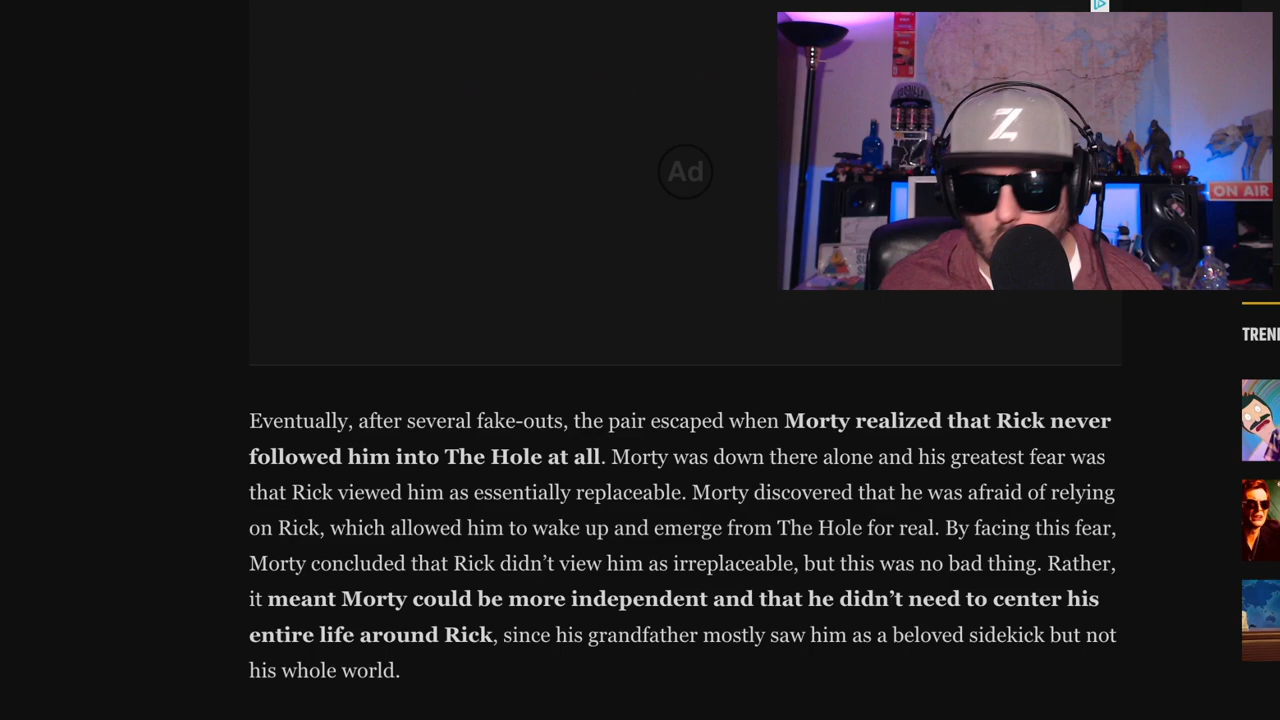 Ad
Z
ON AIR
TREN
Eventually, after several fake-outs, the pair escaped when Morty realized that Rick never
followed him into The Hole at all. Morty was down there alone and his greatest fear was
that Rick viewed him as essentially replaceable. Morty discovered that he was afraid of relying
on Rick, which allowed him to wake up and emerge from The Hole for real. By facing this fear,
Morty concluded that Rick didn’t view him as irreplaceable, but this was no bad thing. Rather,
it meant Morty could be more independent and that he didn’t need to center his
entire life around Rick, since his grandfather mostly saw him as a beloved sidekick but not
his whole world.